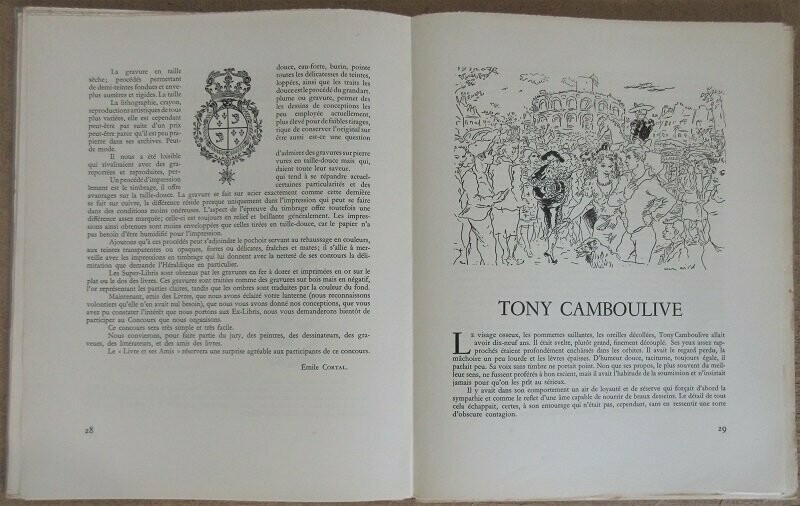 La gravure en taille
sèche; procédés permettant
de demi-teintes fondues et enve-
plus austères et rigides. La taille
La lithographie, crayon,
reproductions artistiques de tous
plus variées, elle est cependant
peut-être pas suite d'un prix
peut-être parce qu'il est peu pra-
pierre dans ses archives. Peut-
de mode.
Il nous a été loisible
qui rivalisaient avec des gra-
reportées et reproduites, per-
Un procédé d'impression
lement est le timbrage, il offre
douce, eau-forte, burin, pointe
toutes les délicatesses de teintes,
loppées, ainsi que les traits les
douce est le procédé du grand art.
plume ou gravure, permet des
les dessins de conceptions les
peu employée actuellement,
plus élevé pour de faibles tirages,
tique de conserver l'original sur
être aussi est-ce une question
d'admirer des gravures sur pierre
vures en taille-douce mais qui,
daient toute leur saveur.
qui tend à se répandre actuel-
certaines particularités et des
avantages sur la taille-douce. La gravure se fait sur acier exactement comme cette dernière
se fait sur cuivre, la différence réside presque uniquement dans l'impression qui peut se faire
dans des conditions moins onéreuses. L'aspect de l'épreuve du timbrage offre toutefois une
différence assez marquée; celle-ci est toujours en relief et brillante généralement. Les impres-
sions ainsi obtenues sont moins enveloppées que celles tirées en taille-douce, car le papier n'a
pas besoin d'être humidifié pour l'impression.
Ajoutons qu'à ces procédés peut s'adjoindre le pochoir servant au rehaussage en couleurs,
aux teintes transparentes ou opaques, fortes ou délicates, fraîches et mates; il s'allie à mer-
veille avec les impressions en timbrage qui lui donnent avec la netteté de ses contours la déli-
mitation que demande l'Héraldique en particulier.
Les Super-Libris sont obtenus par les gravures en fer à dorer et imprimées en or sur le
plat ou le dos des livres. Ces gravures sont traitées comme des gravures sur bois mais en négatif,
l'or représentant les parties claires, tandis que les ombres sont traduites par la couleur du fond.
Maintenant, amis des Livres, que nous avons éclairé votre lanterne (nous reconnaissons
volontiers qu'elle n'en avait nul besoin), que nous vous avons donné nos conceptions, que vous
avez pu constater l'intérêt que nous portons aux Ex-Libris, nous vous demanderons bientôt de
participer au Concours que nous organisons.
Ce concours sera très simple et très facile.
Nous convierons, pour faire partie du jury, des peintres, des dessinateurs, des gra-
veurs, des littérateurs, et des amis des livres.
Le « Livre et ses Amis » réservera une surprise agréable aux participants de ce concours.
Émile CORTAL.
28
TONY CAMBOULIVE
LE visage osseux, les pommettes saillantes, les oreilles décollées, Tony Camboulive allait
avoir dix-neuf ans. Il était svelte, plutôt grand, finement découplé. Ses yeux assez rap-
prochés étaient profondément enchâssés dans les orbites. Il avait le regard perdu, la
mâchoire un peu lourde et les lèvres épaisses. D'humeur douce, taciturne, toujours égale, il
parlait peu. Sa voix sans timbre ne portait point. Non que ses propos, le plus souvent du meil-
leur sens, ne fussent proférés à bon escient, mais il avait l'habitude de la soumission et n'insistait
jamais pour qu'on les prît au sérieux.
Il y avait dans son comportement un air de loyauté et de réserve qui forçait d'abord la
sympathie et comme le reflet d'une âme capable de nourrir de beaux desseins. Le détail de tout
cela échappait, certes, à son entourage qui n'était pas, cependant, sans en ressentir une sorte
d'obscure contagion.
29